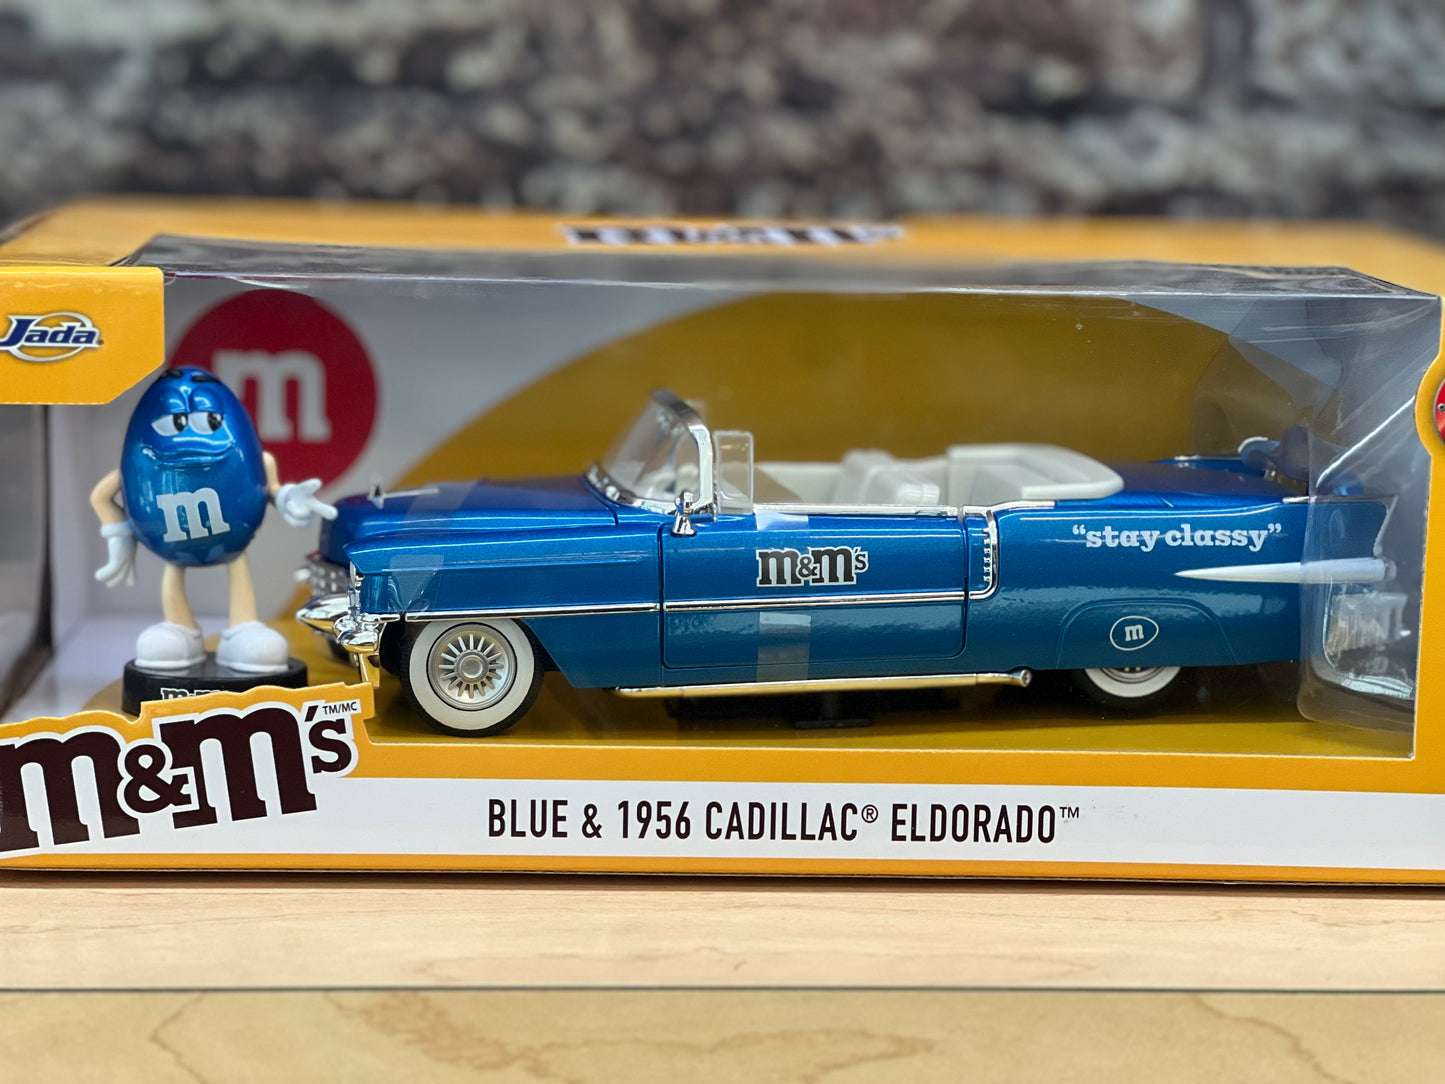 Jada
m
m
"stay classy"
m&m's
m
m&m's TM/MC
BLUE & 1956 CADILLAC® ELDORADO™